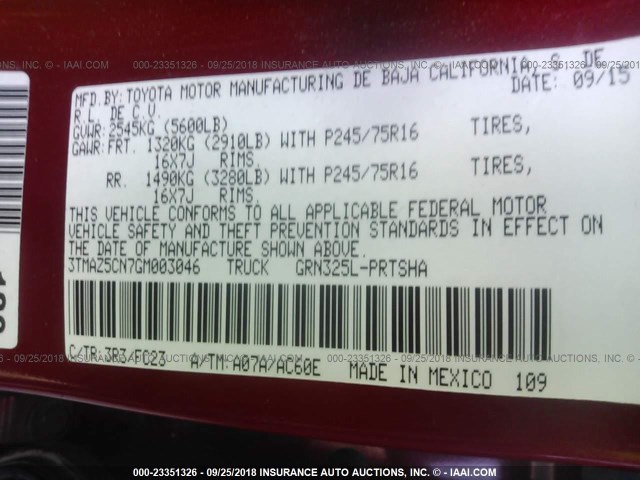 000-23351326 / 09/25/2018 INSURANCE AUTO AUCTIONS, INC. © - IAAI.COM
MFD. BY: TOYOTA MOTOR MANUFACTURING DE BAJA CALIFORNIA, S. DE
R.L. DE C.V. DATE: 09/15
GVWR: 2545KG (5600LB)
GAWR: FRT. 1320KG (2910LB) WITH P245/75R16 TIRES,
16X7J RIMS.
RR. 1490KG (3280LB) WITH P245/75R16 TIRES,
16X7J RIMS.
THIS VEHICLE CONFORMS TO ALL APPLICABLE FEDERAL MOTOR
VEHICLE SAFETY AND THEFT PREVENTION STANDARDS IN EFFECT ON
THE DATE OF MANUFACTURE SHOWN ABOVE.
3TMAZ5CN7GM003046 TRUCK GRN325L-PRTSHA
C/TR: 3R3 FC23 A/TM: A07A/AC60E MADE IN MEXICO 109
000-23351326 / 09/25/2018 INSURANCE AUTO AUCTIONS, INC. © - IAAI.COM